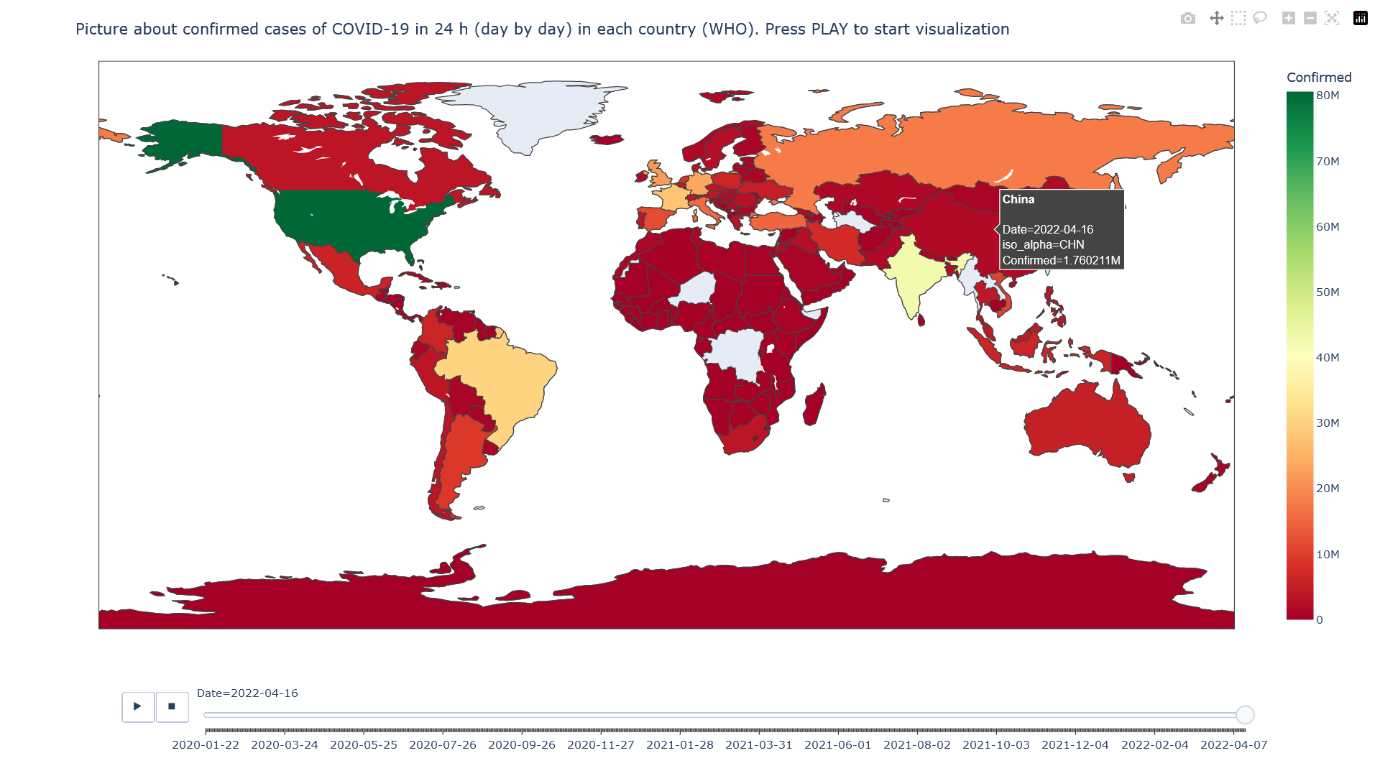 Picture about confirmed cases of COVID-19 in 24 h (day by day) in each country (WHO). Press PLAY to start visualization
Confirmed
80M
70M
60M
50M
40M
30M
20M
10M
0
China
Date=2022-04-16
iso_alpha=CHN
Confirmed=1.760211M
Date=2022-04-16
2020-01-22 2020-03-24 2020-05-25 2020-07-26 2020-09-26 2020-11-27 2021-01-28 2021-03-31 2021-06-01 2021-08-02 2021-10-03 2021-12-04 2022-02-04 2022-04-07